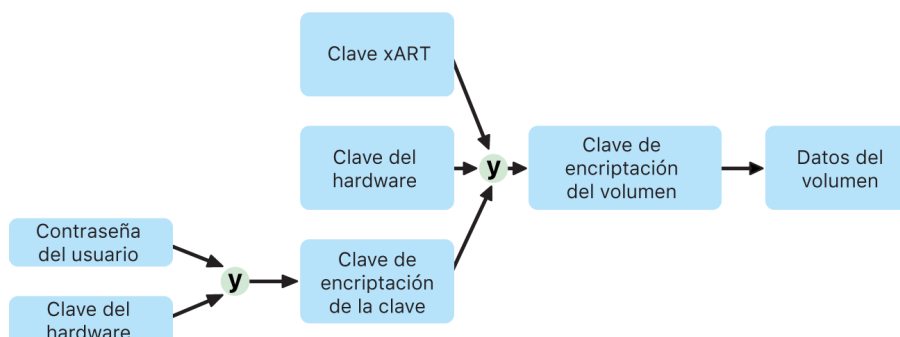 Clave xART
Clave del
hardware
y
Clave de
encriptación
del volumen
Datos del
volumen
Contraseña
del usuario
y
Clave de
encriptación
de la clave
Clave del
hardware